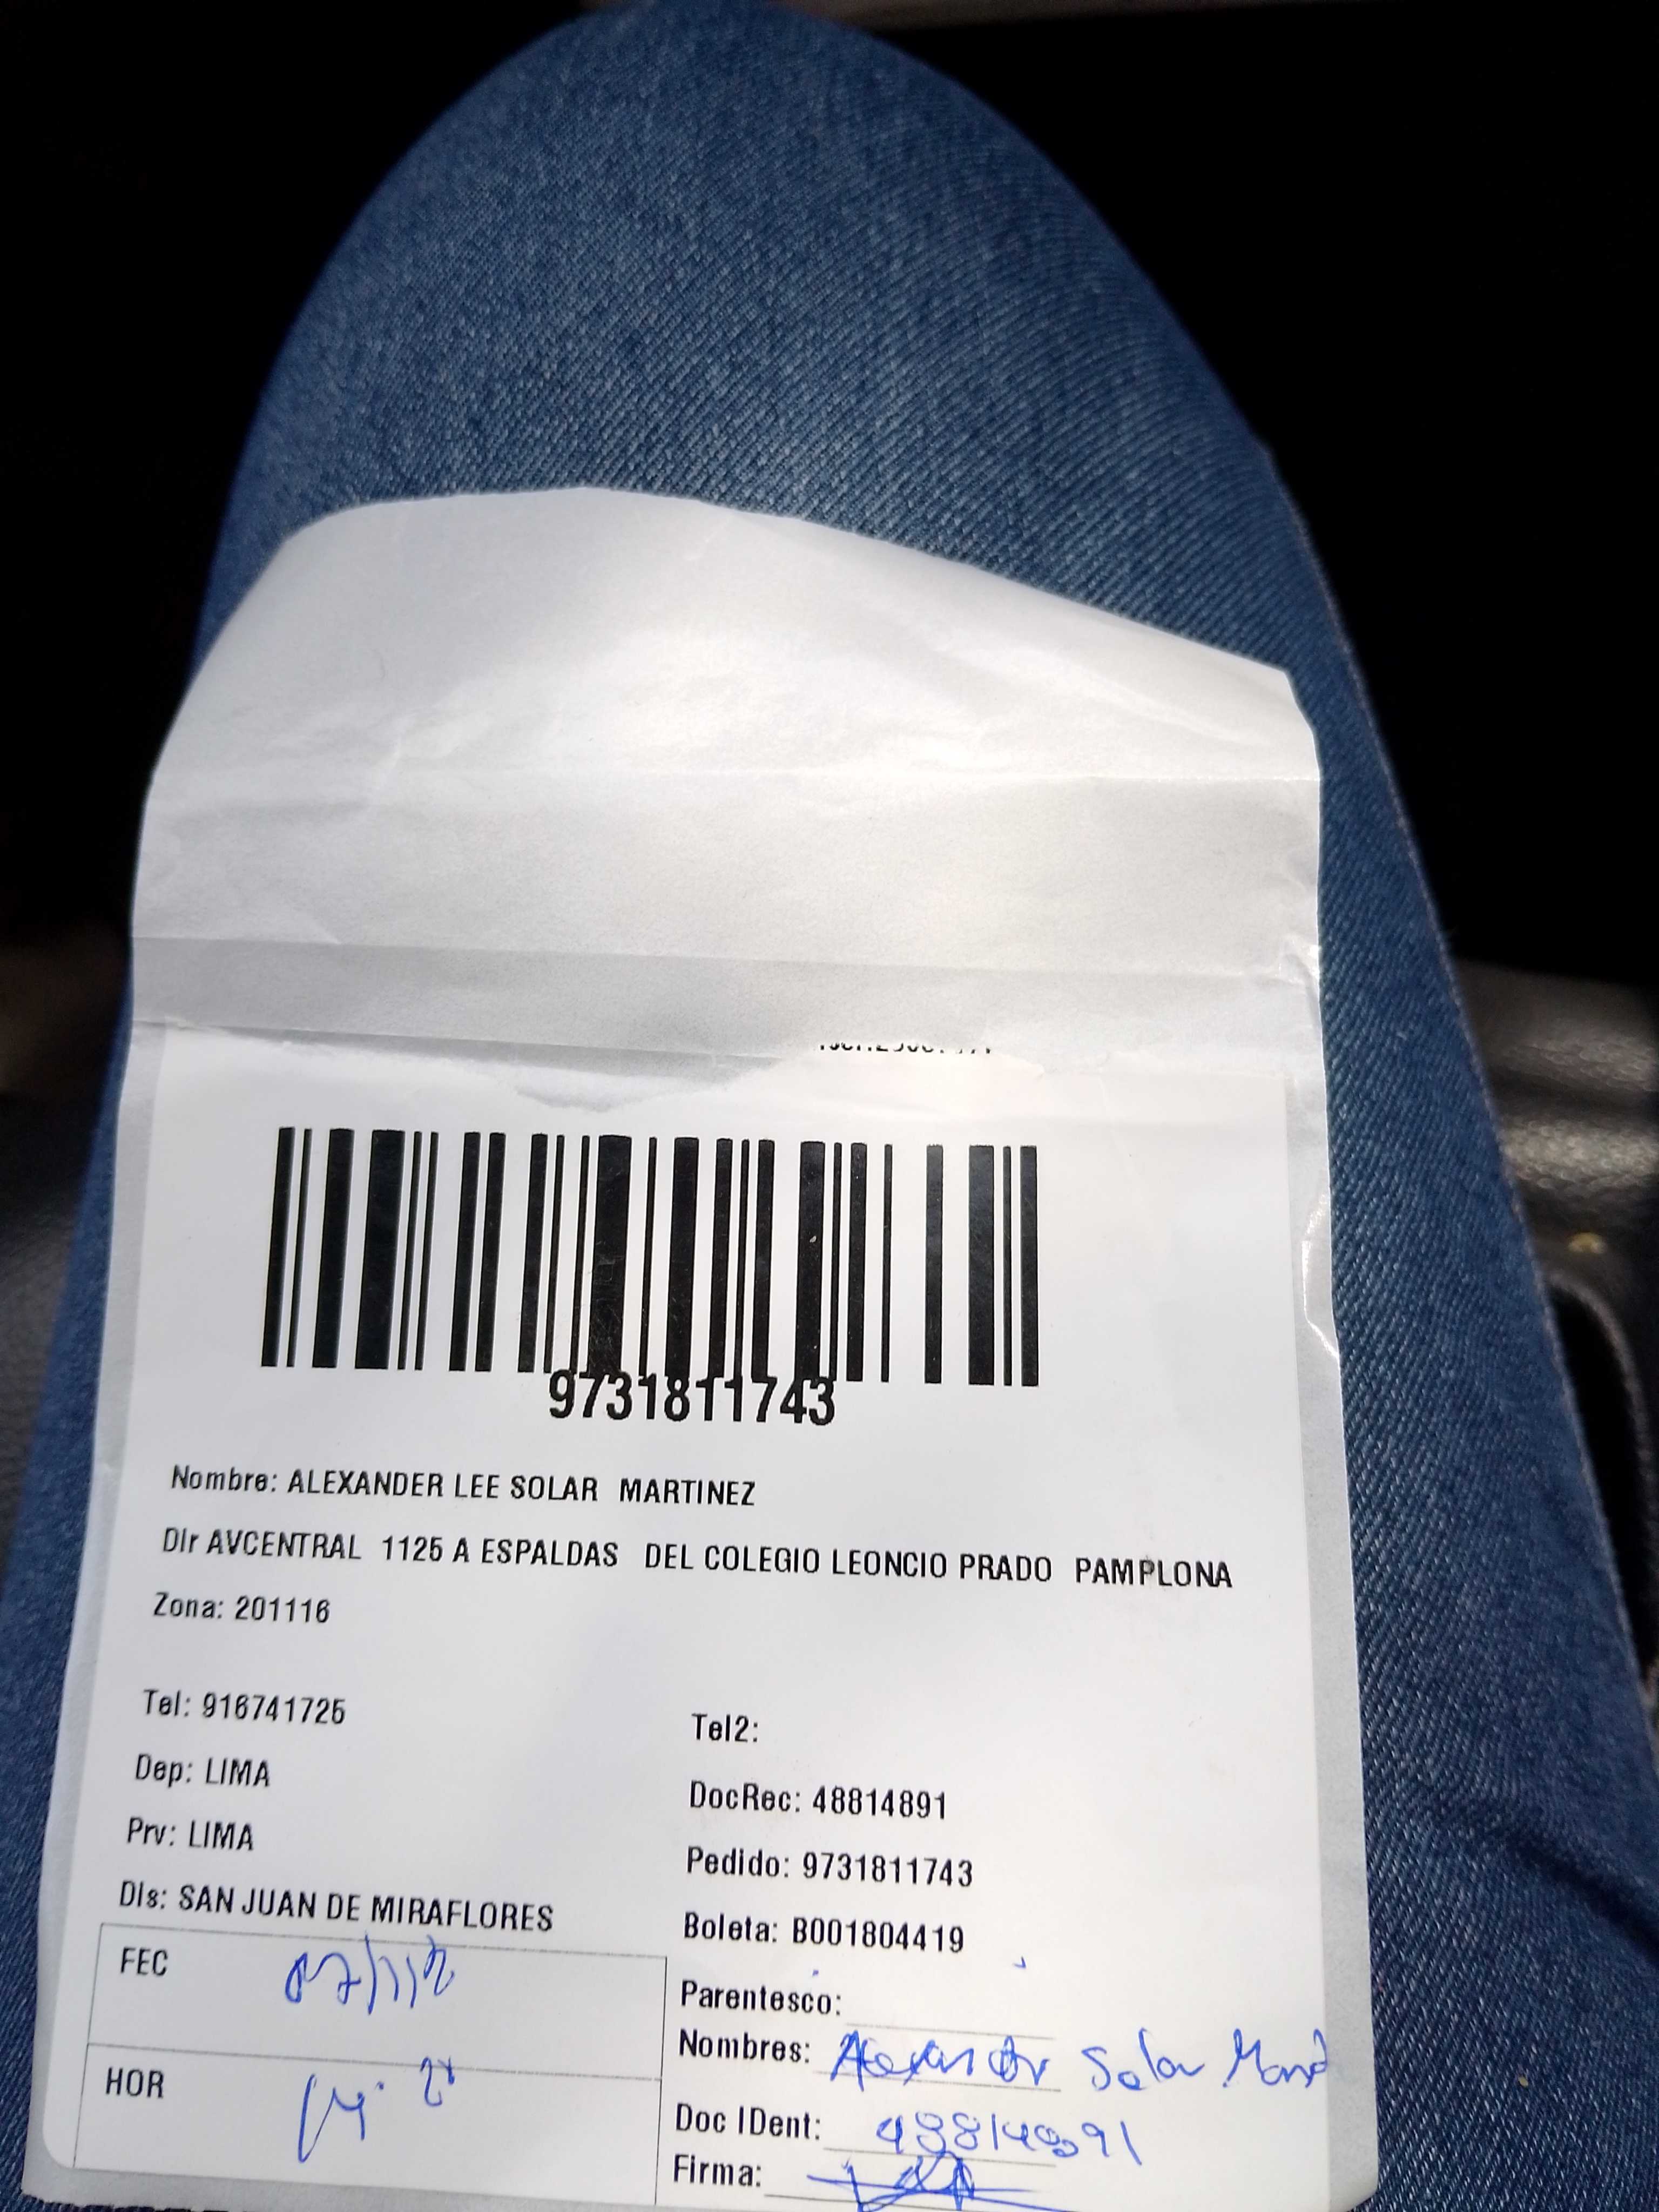 9731811743
Nombre: ALEXANDER LEE SOLAR MARTINEZ
DIr AVCENTRAL 1125 A ESPALDAS DEL COLEGIO LEONCIO PRADO PAMPLONA
Zona: 201116
Tel: 916741725
Tel2:
Dep: LIMA
DocRec: 48814891
Prv: LIMA
Pedido: 9731811743
DIs: SAN JUAN DE MIRAFLORES
Boleta: B001804419
FEC
Parentesco:
Nombres: Alexander Solar
HOR
Doc IDent:
Firma: